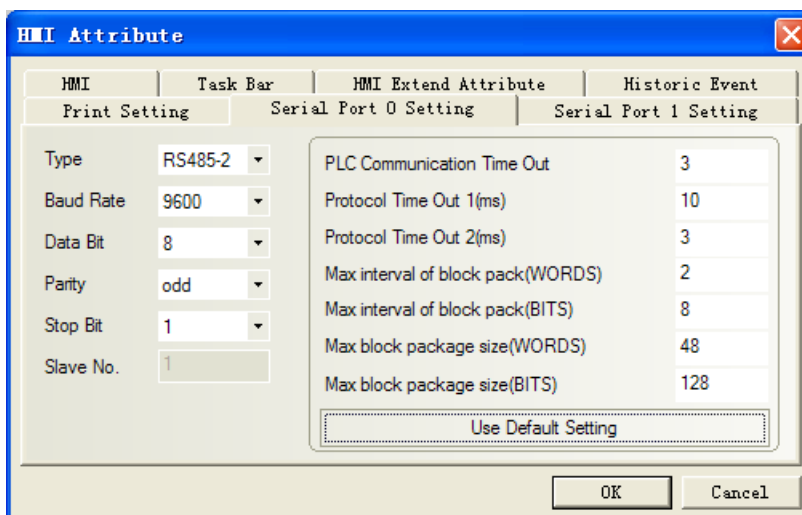 HMI Attribute
HMI Task Bar HMI Extend Attribute Historic Event
Print Setting Serial Port 0 Setting Serial Port 1 Setting
Type RS485-2
Baud Rate 9600
Data Bit 8
Parity odd
Stop Bit 1
Slave No. 1
PLC Communication Time Out 3
Protocol Time Out 1(ms) 10
Protocol Time Out 2(ms) 3
Max interval of block pack(WORDS) 2
Max interval of block pack(BITS) 8
Max block package size(WORDS) 48
Max block package size(BITS) 128
Use Default Setting
OK Cancel